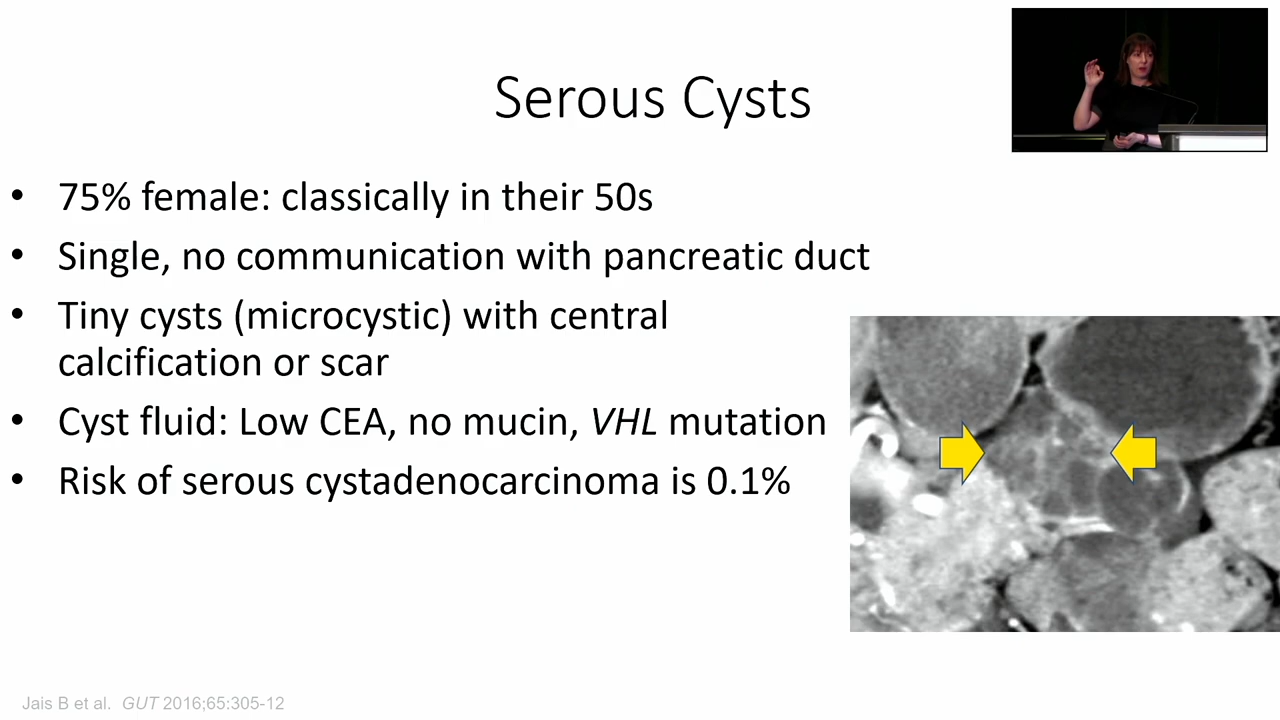 Serous Cysts
• 75% female: classically in their 50s
• Single, no communication with pancreatic duct
• Tiny cysts (microcystic) with central
calcification or scar
• Cyst fluid: Low CEA, no mucin, VHL mutation
• Risk of serous cystadenocarcinoma is 0.1%
Jais B et al. GUT 2016;65:305-12